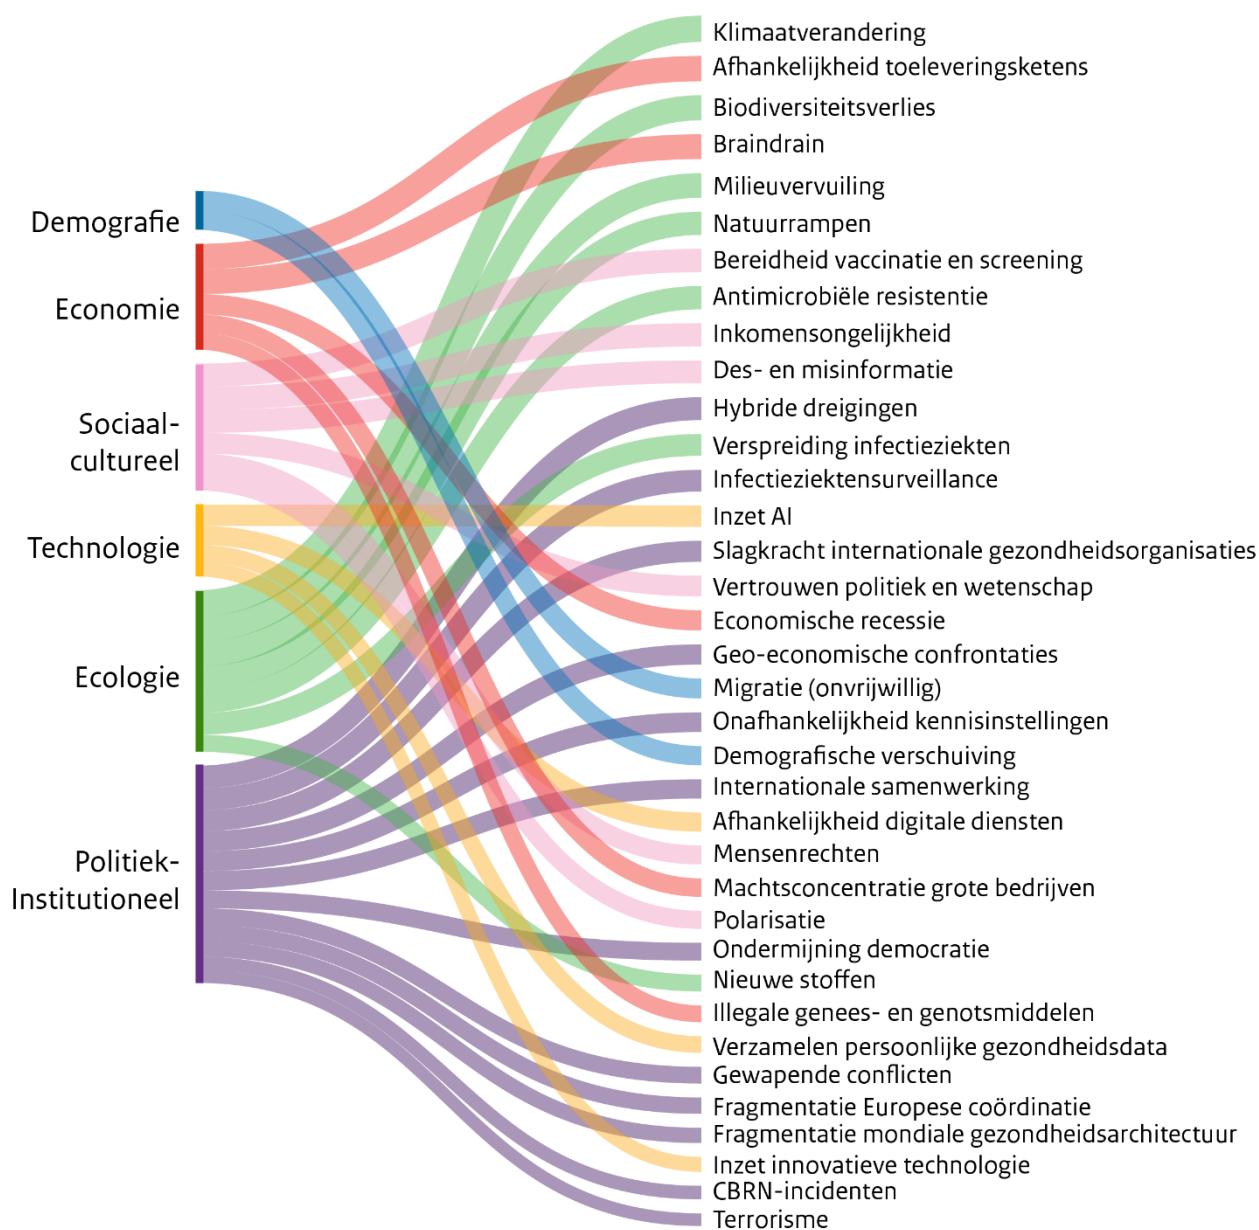 Demografie
Economie
Sociaal-
cultureel
Technologie
Ecologie
Politiek-
Institutioneel
Klimaatverandering
Afhankelijkheid toeleveringsketens
Biodiversiteitsverlies
Braindrain
Milieuvervuiling
Natuurrampen
Bereidheid vaccinatie en screening
Antimicrobiële resistentie
Inkomensongelijkheid
Des- en misinformatie
Hybride dreigingen
Verspreiding infectieziekten
Infectieziektensurveillance
Inzet AI
Slagkracht internationale gezondheidsorganisaties
Vertrouwen politiek en wetenschap
Economische recessie
Geo-economische confrontaties
Migratie (onvrijwillig)
Onafhankelijkheid kennisinstellingen
Demografische verschuiving
Internationale samenwerking
Afhankelijkheid digitale diensten
Mensenrechten
Machtsconcentratie grote bedrijven
Polarisatie
Ondermijning democratie
Nieuwe stoffen
Illegale genees- en genotsmiddelen
Verzamelen persoonlijke gezondheidsdata
Gewapende conflicten
Fragmentatie Europese coördinatie
Fragmentatie mondiale gezondheidsarchitectuur
Inzet innovatieve technologie
CBRN-incidenten
Terrorisme